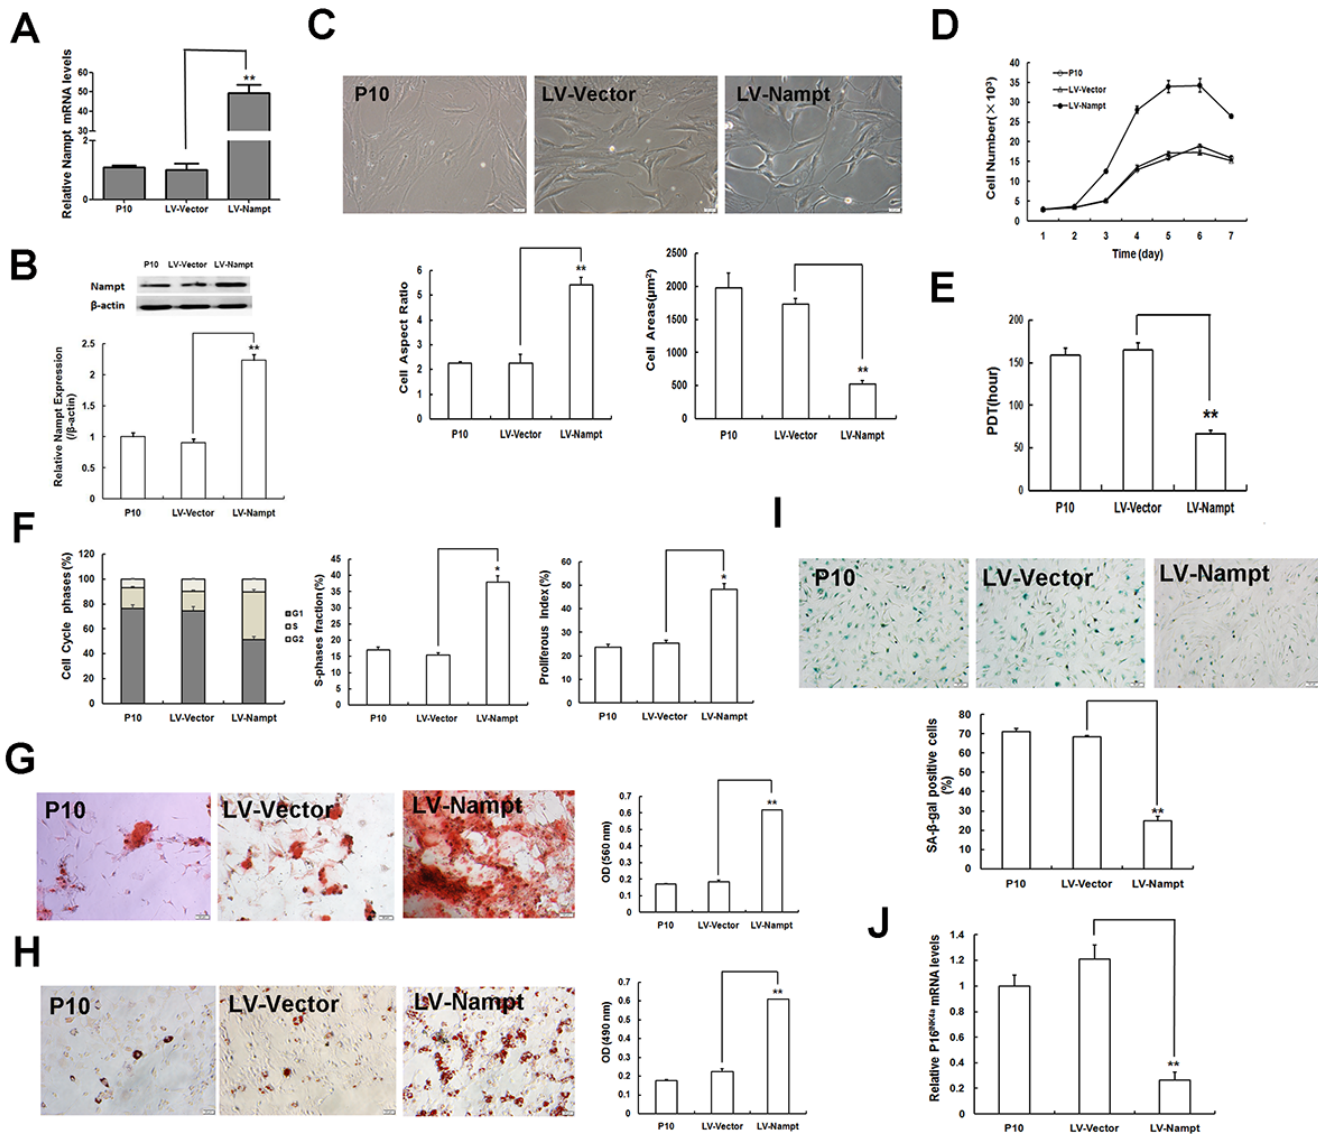 A
Relative Nampt mRNA levels
60
50
40
30
2
0
**
P10
LV-Vector
LV-Nampt
B
P10 LV-Vector LV-Nampt
Nampt
β-actin
Relative Nampt Expression
(/β-actin)
2.5
2
1.5
1
0.5
0
**
P10
LV-Vector
LV-Nampt
C
P10
LV-Vector
LV-Nampt
Cell Aspect Ratio
6
5
4
3
2
1
0
**
P10
LV-Vector
LV-Nampt
Cell Areas(μm²)
2500
2000
1500
1000
500
0
**
P10
LV-Vector
LV-Nampt
D
Cell Number(×10³)
40
35
30
25
20
15
10
5
0
P10
LV-Vector
LV-Nampt
1 2 3 4 5 6 7
Time (day)
E
PDT(hour)
200
150
100
50
0
**
P10
LV-Vector
LV-Nampt
F
Cell Cycle phases (%)
120
100
80
60
40
20
0
G1
S
G2
P10
LV-Vector
LV-Nampt
S-phases fraction (%)
45
40
35
30
25
20
15
10
5
0
*
P10
LV-Vector
LV-Nampt
Proliferous Index(%)
60
50
40
30
20
10
0
*
P10
LV-Vector
LV-Nampt
G
P10
LV-Vector
LV-Nampt
OD (560 nm)
0.7
0.6
0.5
0.4
0.3
0.2
0.1
0
**
P10
LV-Vector
LV-Nampt
H
P10
LV-Vector
LV-Nampt
OD (490 nm)
0.7
0.6
0.5
0.4
0.3
0.2
0.1
0
**
P10
LV-Vector
LV-Nampt
I
P10
LV-Vector
LV-Nampt
SA-β-gal positive cells
(%)
80
70
60
50
40
30
20
10
0
**
P10
LV-Vector
LV-Nampt
J
Relative P16INK4a mRNA levels
1.4
1.2
1
0.8
0.6
0.4
0.2
0
**
P10
LV-Vector
LV-Nampt